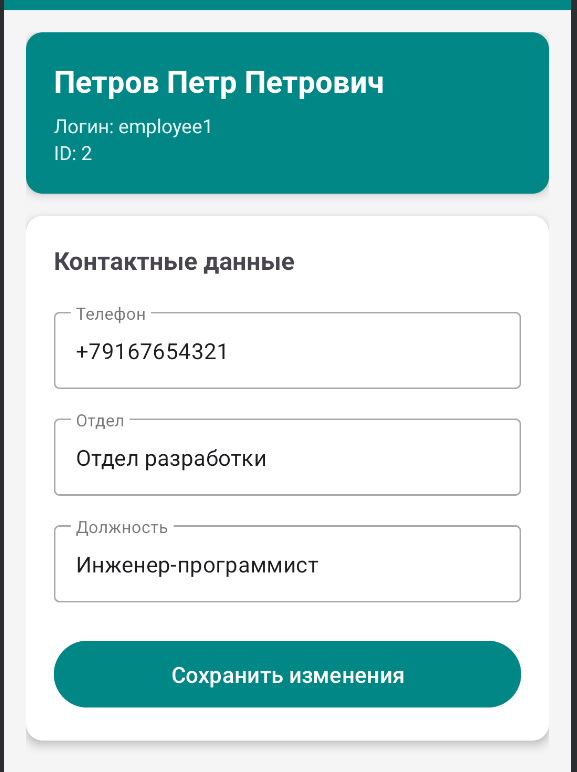 Петров Петр Петрович
Логин: employee1
ID: 2
Контактные данные
Телефон
+79167654321
Отдел
Отдел разработки
Должность
Инженер-программист
Сохранить изменения